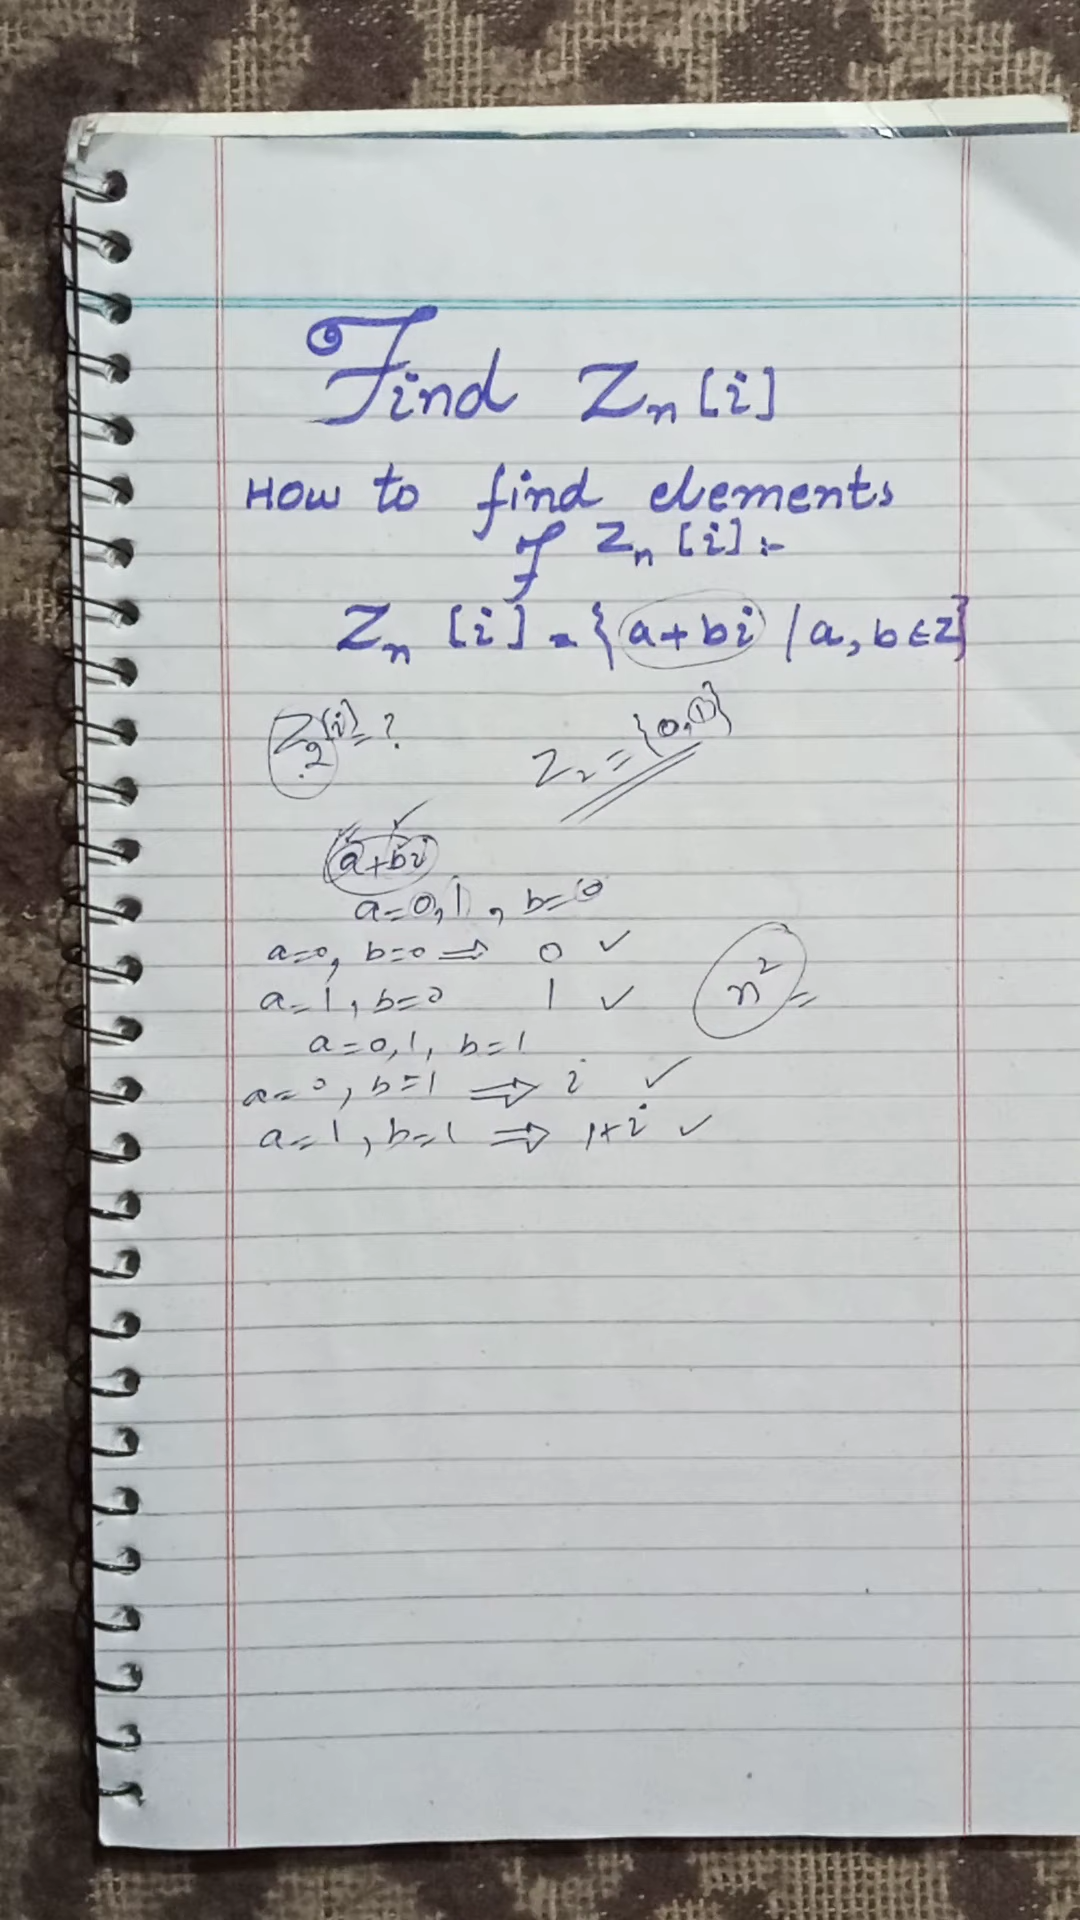 Find Zn [i]
How to find elements
of Zn [i] :-
Zn [i] = {a+bi / a, b ∈ Z}
Z2[i] = ?
Z2 = {0,1}
a+bi
a=0,1, b=0
a=0, b=0 ⇒ 0 ✓
a=1, b=0 1 ✓
n² =
a=0,1, b=1
a=0, b=1 ⇒ i ✓
a=1, b=1 ⇒ 1+i ✓